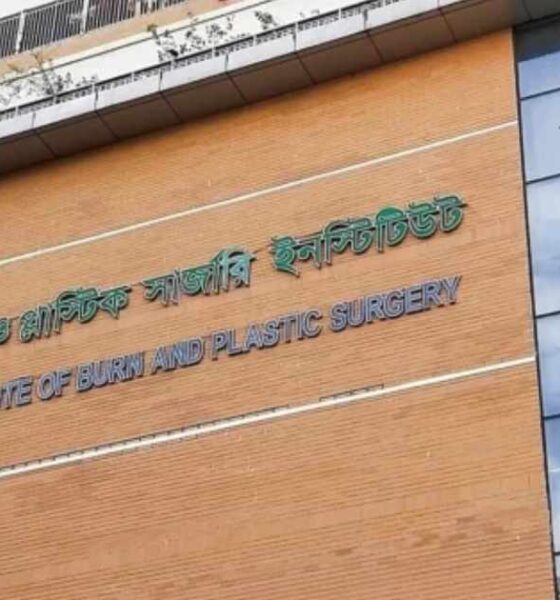 ও প্লাস্টিক সার্জারি ইনস্টিটিউট
OF BURN AND PLASTIC SURGERY